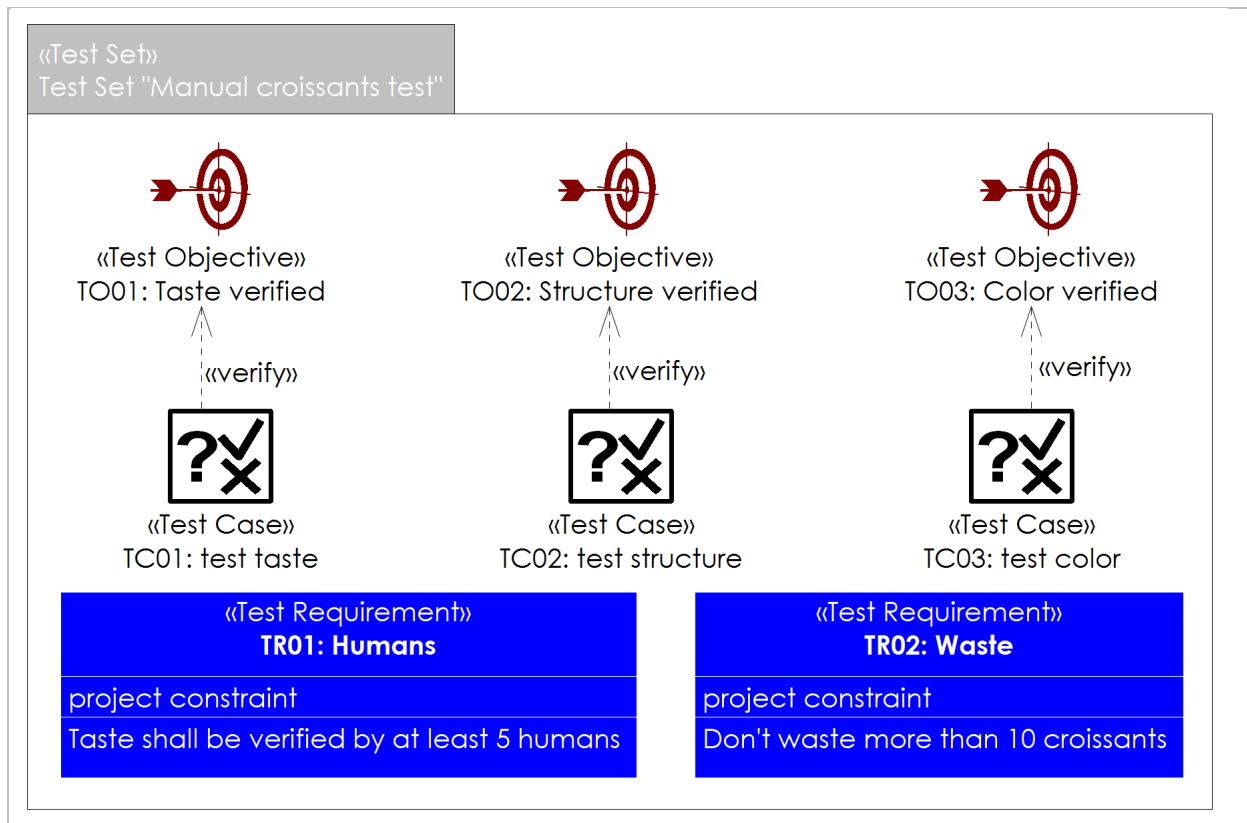 «Test Set»
Test Set "Manual croissants test"
«Test Objective»
TO01: Taste verified
«Test Objective»
TO02: Structure verified
«Test Objective»
TO03: Color verified
«verify»
«verify»
«verify»
«Test Case»
TC01: test taste
«Test Case»
TC02: test structure
«Test Case»
TC03: test color
«Test Requirement»
TR01: Humans
project constraint
Taste shall be verified by at least 5 humans
«Test Requirement»
TR02: Waste
project constraint
Don't waste more than 10 croissants